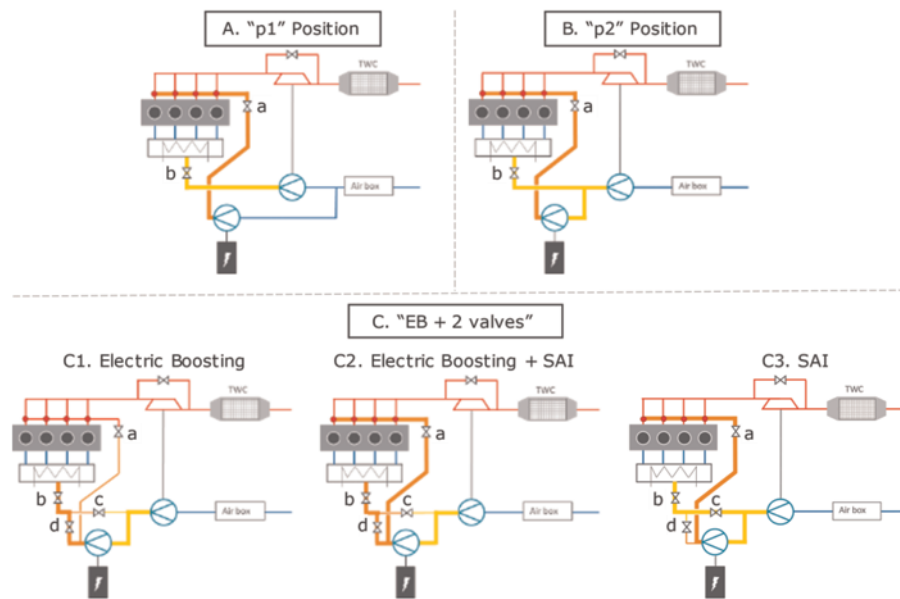 A. “p1” Position
B. “p2” Position
TWC
TWC
a
a
b
b
Air box
Air box
C. “EB + 2 valves”
C1. Electric Boosting
C2. Electric Boosting + SAI
C3. SAI
TWC
TWC
TWC
a
a
a
b
c
b
c
b
c
Air box
Air box
Air box
d
d
d